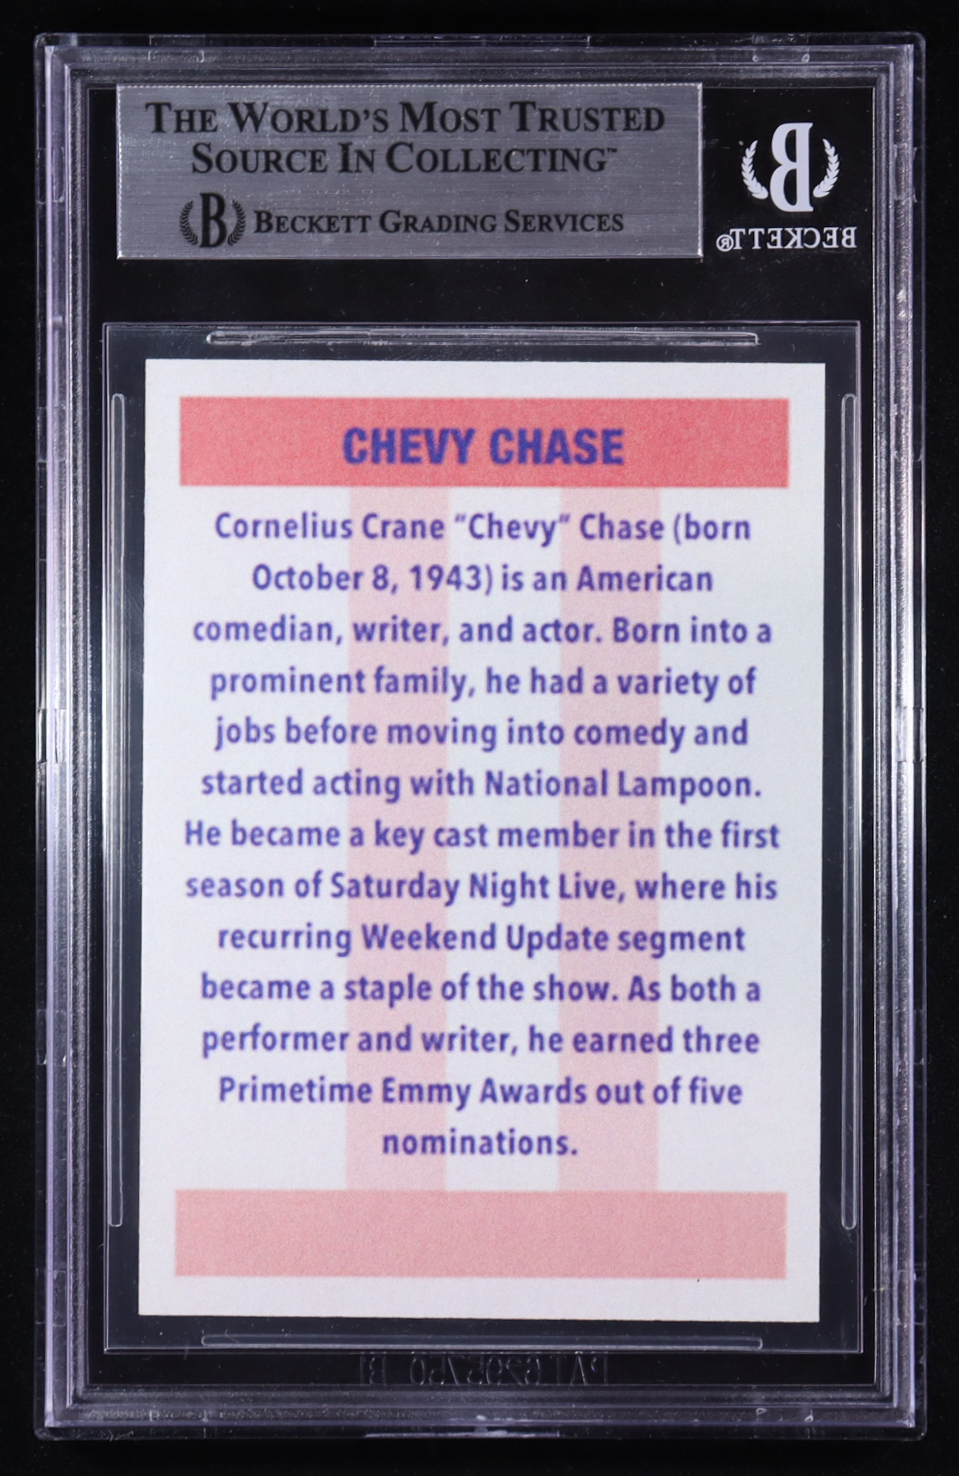 THE WORLD'S MOST TRUSTED
SOURCE IN COLLECTING™
B BECKETT GRADING SERVICES
B
BECKETT®
CHEVY CHASE
Cornelius Crane “Chevy“ Chase (born
October 8, 1943) is an American
comedian, writer, and actor. Born into a
prominent family, he had a variety of
jobs before moving into comedy and
started acting with National Lampoon.
He became a key cast member in the first
season of Saturday Night Live, where his
recurring Weekend Update segment
became a staple of the show. As both a
performer and writer, he earned three
Primetime Emmy Awards out of five
nominations.